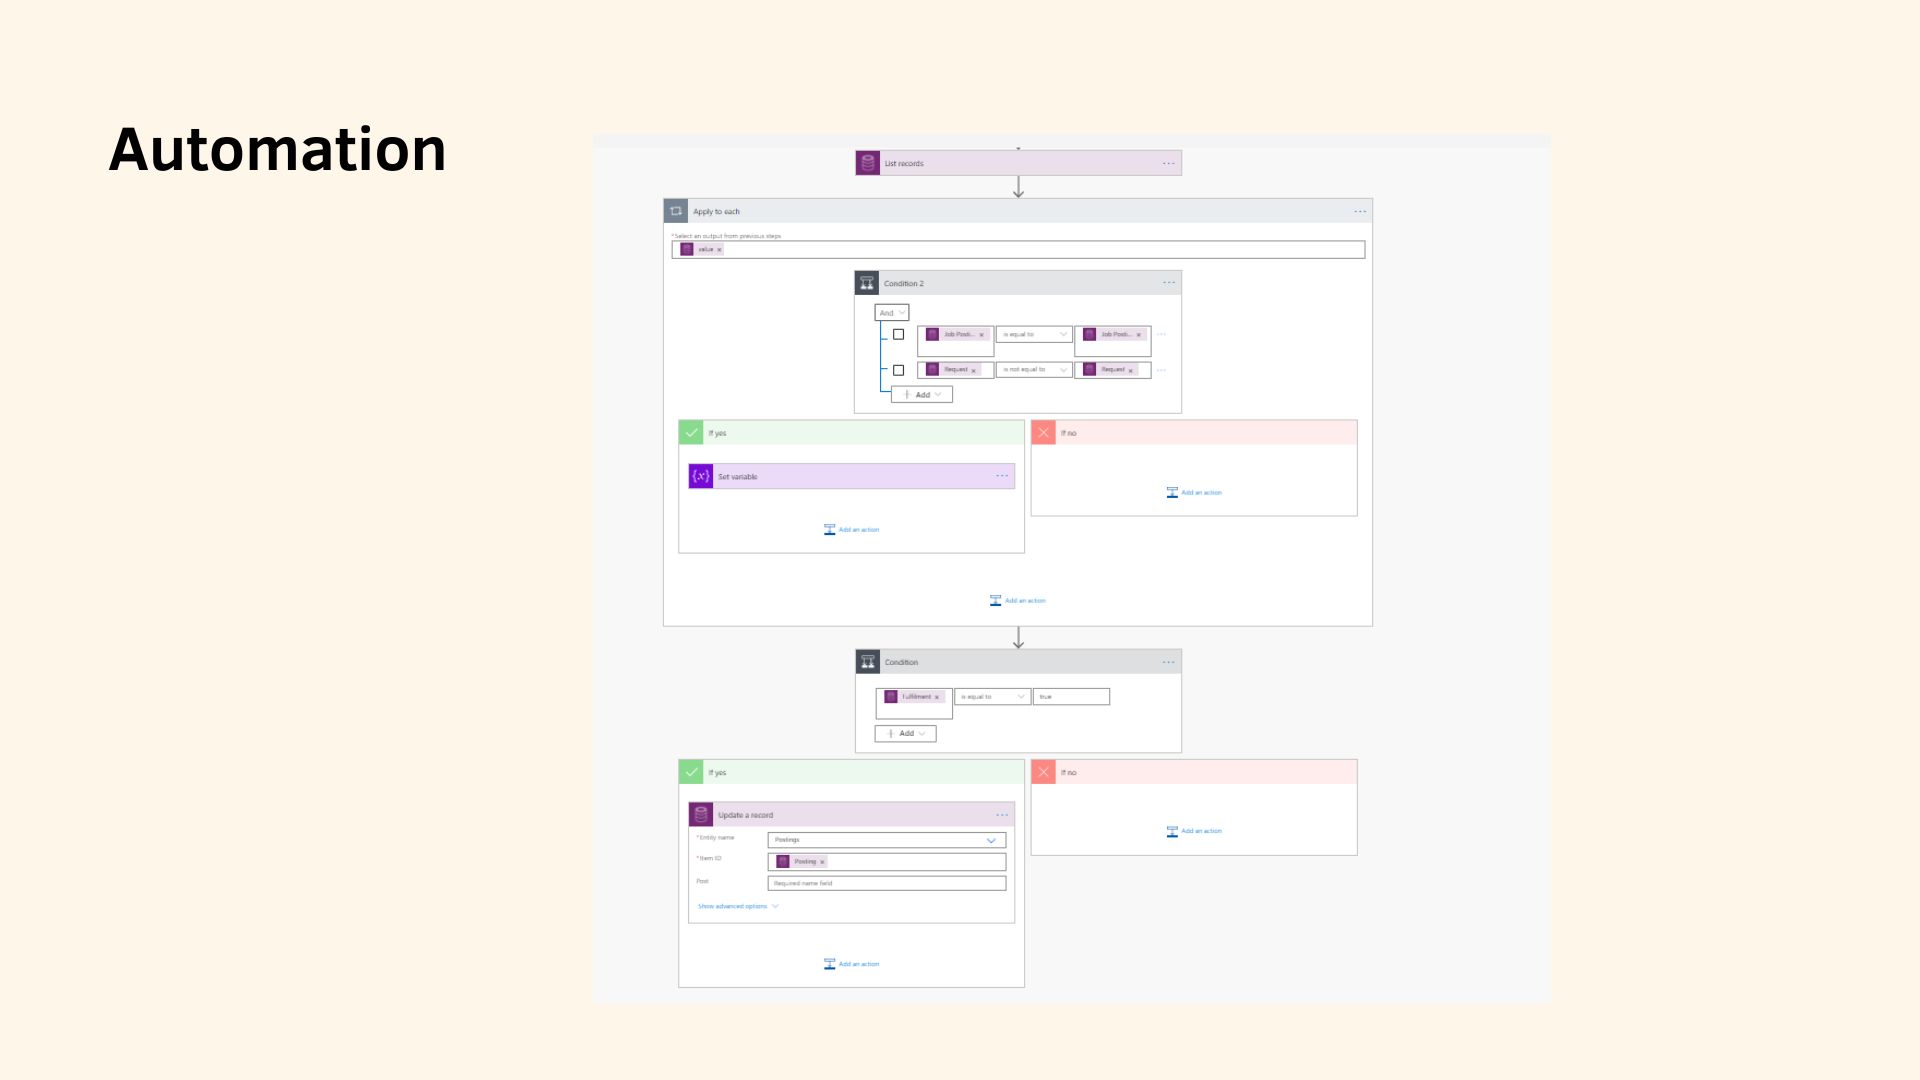 Automation
List records
Apply to each
*Select an output from previous steps
value ×
Condition 2
And
Job Posti... × is equal to Job Posti... ×
Request × is not equal to Request ×
Add
If yes
If no
{x} Set variable
Add an action
Add an action
Add an action
Condition
Fulfillment × is equal to true
Add
If yes
If no
Update a record
*Entity name Postings
*Item ID Posting ×
Post Required name field
Show advanced options
Add an action
Add an action